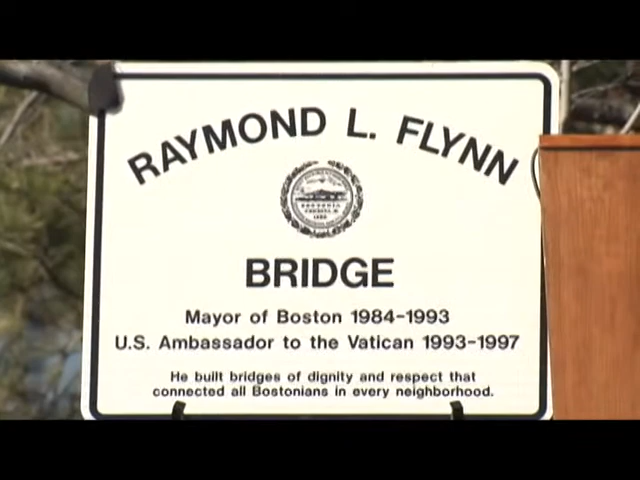 RAYMOND L. FLYNN
BRIDGE
Mayor of Boston 1984-1993
U.S. Ambassador to the Vatican 1993-1997
He built bridges of dignity and respect that
connected all Bostonians in every neighborhood.